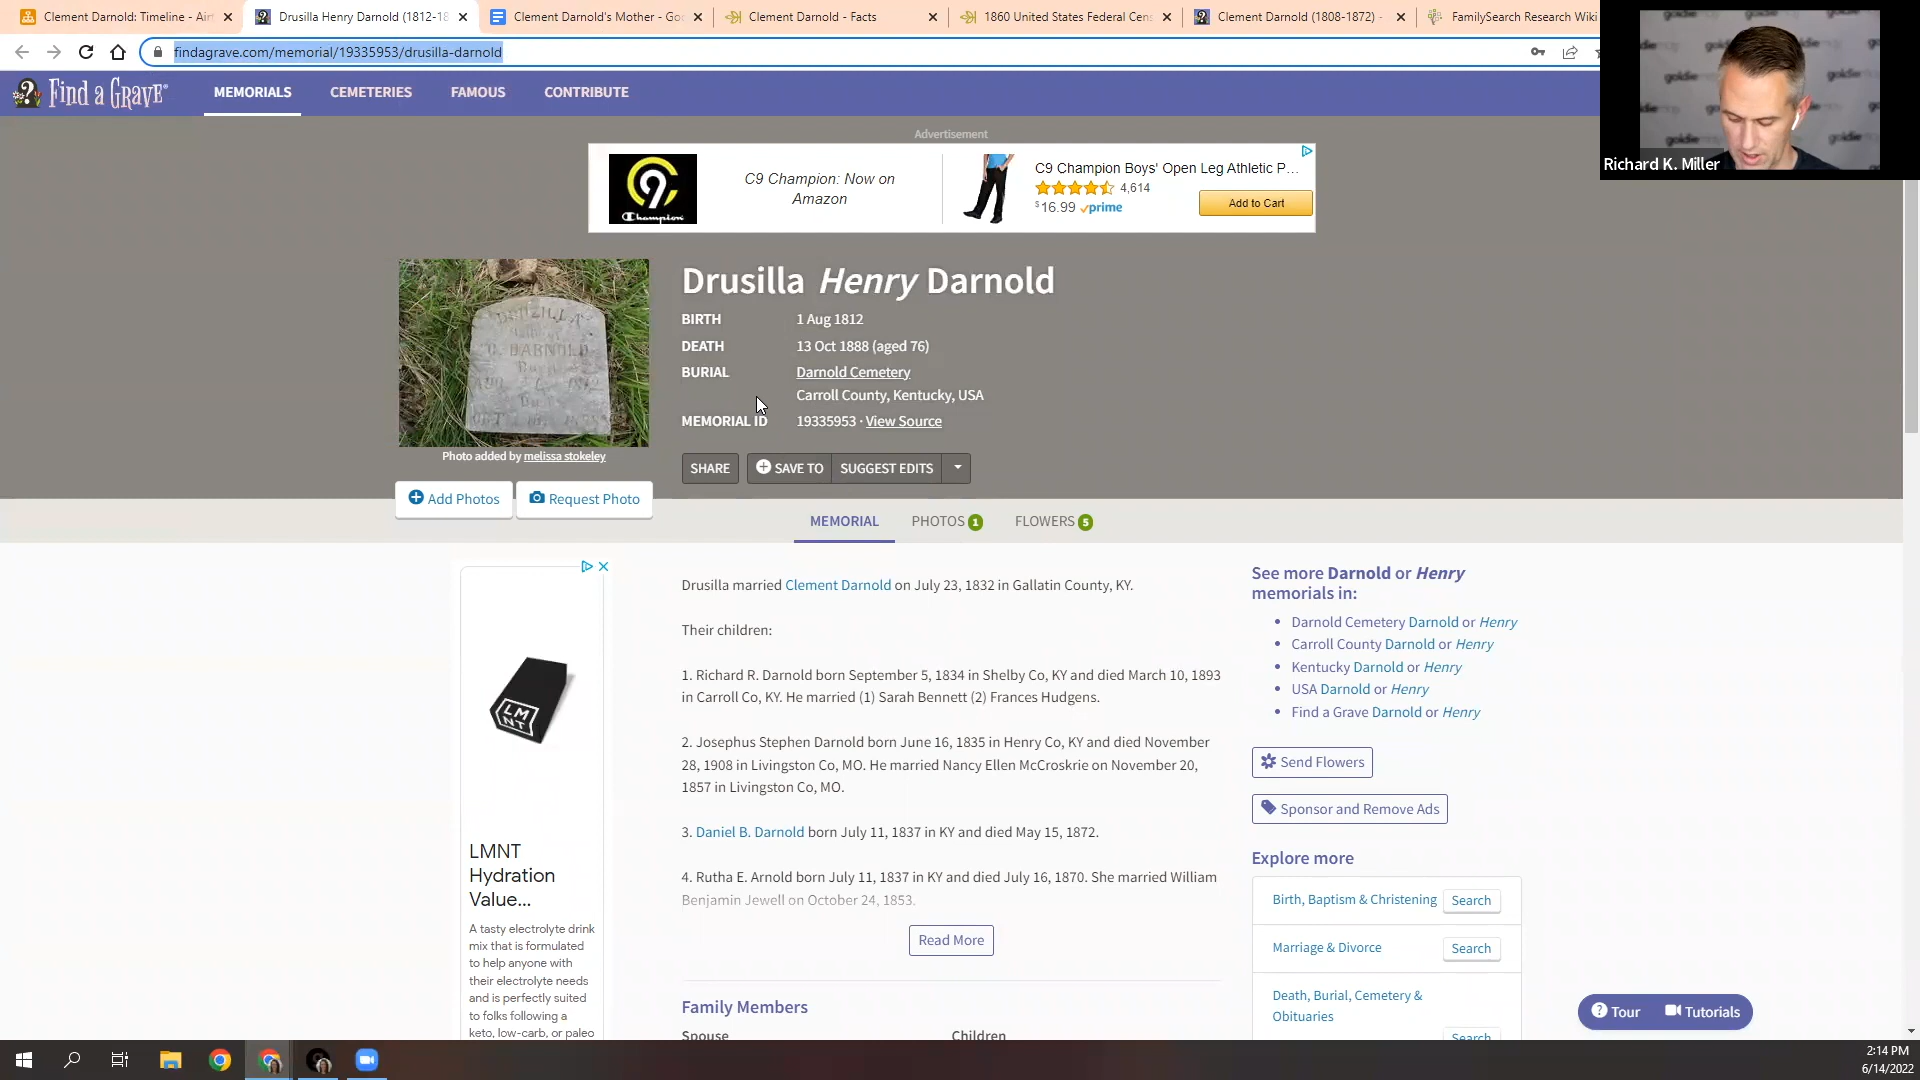 Clement Darnold: Timeline - Air
Drusilla Henry Darnold (1812-18
Clement Darnold's Mother - Goo
Clement Darnold - Facts
1860 United States Federal Cens
Clement Darnold (1808-1872) -
FamilySearch Research Wiki
findagrave.com/memorial/19335953/drusilla-darnold
Find a Grave®
MEMORIALS
CEMETERIES
FAMOUS
CONTRIBUTE
Richard K. Miller
Advertisement
C9
Champion
C9 Champion: Now on
Amazon
C9 Champion Boys' Open Leg Athletic P...
4,614
$16.99 prime
Add to Cart
DARNOLD
Photo added by melissa stokeley
Add Photos
Request Photo
Drusilla Henry Darnold
BIRTH 1 Aug 1812
DEATH 13 Oct 1888 (aged 76)
BURIAL Darnold Cemetery
Carroll County, Kentucky, USA
MEMORIAL ID 19335953 · View Source
SHARE
SAVE TO
SUGGEST EDITS
MEMORIAL
PHOTOS 1
FLOWERS 5
Drusilla married Clement Darnold on July 23, 1832 in Gallatin County, KY.
Their children:
1. Richard R. Darnold born September 5, 1834 in Shelby Co, KY and died March 10, 1893
in Carroll Co, KY. He married (1) Sarah Bennett (2) Frances Hudgens.
2. Josephus Stephen Darnold born June 16, 1835 in Henry Co, KY and died November
28, 1908 in Livingston Co, MO. He married Nancy Ellen McCroskrie on November 20,
1857 in Livingston Co, MO.
3. Daniel B. Darnold born July 11, 1837 in KY and died May 15, 1872.
4. Rutha E. Arnold born July 11, 1837 in KY and died July 16, 1870. She married William
Benjamin Jewell on October 24, 1853.
Read More
Family Members
Spouse
Children
LMNT
LMNT
Hydration
Value...
A tasty electrolyte drink
mix that is formulated
to help anyone with
their electrolyte needs
and is perfectly suited
to folks following a
keto, low-carb, or paleo
See more Darnold or Henry
memorials in:
• Darnold Cemetery Darnold or Henry
• Carroll County Darnold or Henry
• Kentucky Darnold or Henry
• USA Darnold or Henry
• Find a Grave Darnold or Henry
Send Flowers
Sponsor and Remove Ads
Explore more
Birth, Baptism & Christening Search
Marriage & Divorce Search
Death, Burial, Cemetery &
Obituaries
Search
Tour
Tutorials
2:14 PM
6/14/2022